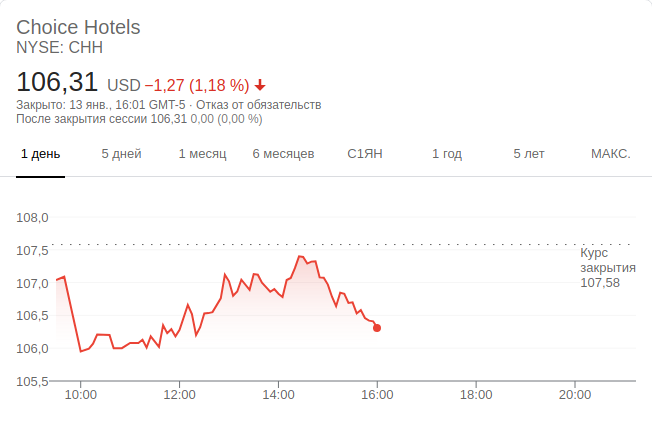 Choice Hotels
NYSE: CHH
106,31 USD −1,27 (1,18 %)
Закрыто: 13 янв., 16:01 GMT-5 · Отказ от обязательств
После закрытия сессии 106,31 0,00 (0,00 %)
1 день 5 дней 1 месяц 6 месяцев С1ЯН 1 год 5 лет МАКС.
108,0
107,5
Курс
закрытия
107,58
107,0
106,5
106,0
105,5
10:00 12:00 14:00 16:00 18:00 20:00